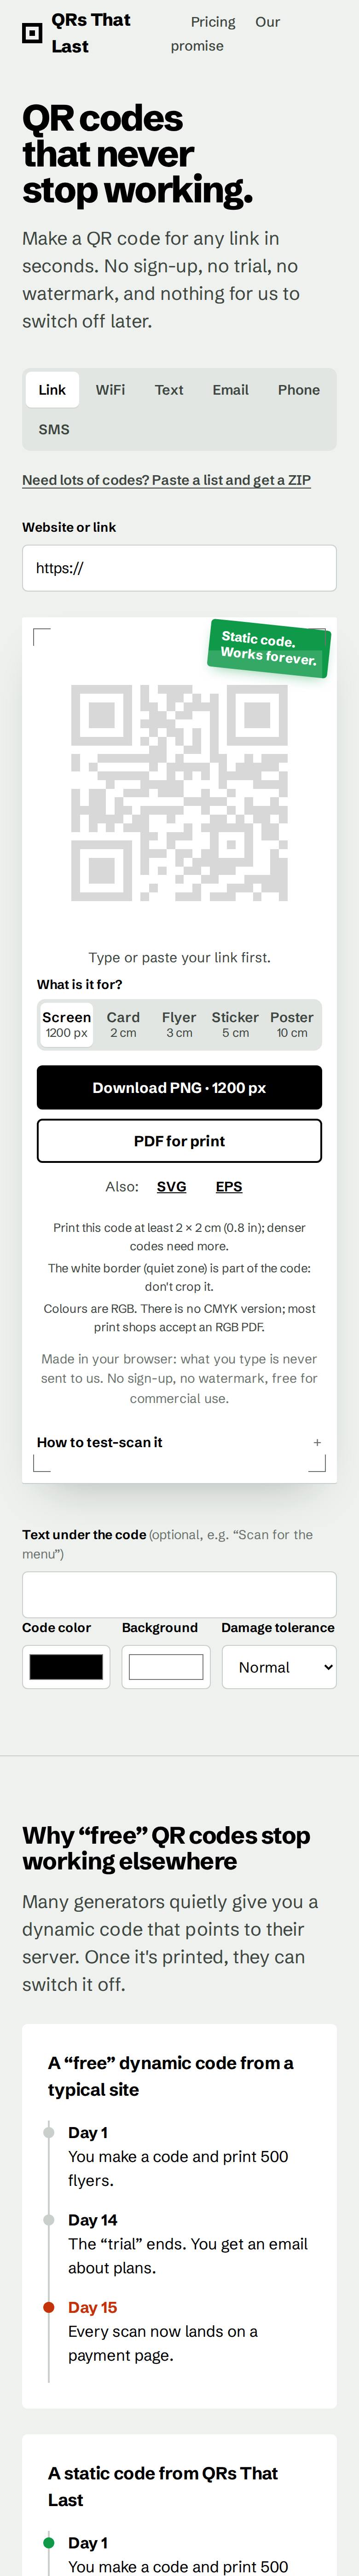 QRs That
Last
Pricing Our
promise
QR codes
that never
stop working.
Make a QR code for any link in
seconds. No sign-up, no trial, no
watermark, and nothing for us to
switch off later.
Link WiFi Text Email Phone
SMS
Need lots of codes? Paste a list and get a ZIP
Website or link
https://
Static code.
Works forever.
Type or paste your link first.
What is it for?
Screen Card Flyer Sticker Poster
1200 px 2 cm 3 cm 5 cm 10 cm
Download PNG · 1200 px
PDF for print
Also: SVG EPS
Print this code at least 2 × 2 cm (0.8 in); denser
codes need more.
The white border (quiet zone) is part of the code:
don't crop it.
Colours are RGB. There is no CMYK version; most
print shops accept an RGB PDF.
Made in your browser: what you type is never
sent to us. No sign-up, no watermark, free for
commercial use.
How to test-scan it +
Text under the code (optional, e.g. “Scan for the
menu”)
Code color Background Damage tolerance
Normal
Why “free” QR codes stop
working elsewhere
Many generators quietly give you a
dynamic code that points to their
server. Once it's printed, they can
switch it off.
A “free” dynamic code from a
typical site
Day 1
You make a code and print 500
flyers.
Day 14
The “trial” ends. You get an email
about plans.
Day 15
Every scan now lands on a
payment page.
A static code from QRs That
Last
Day 1
You make a code and print 500